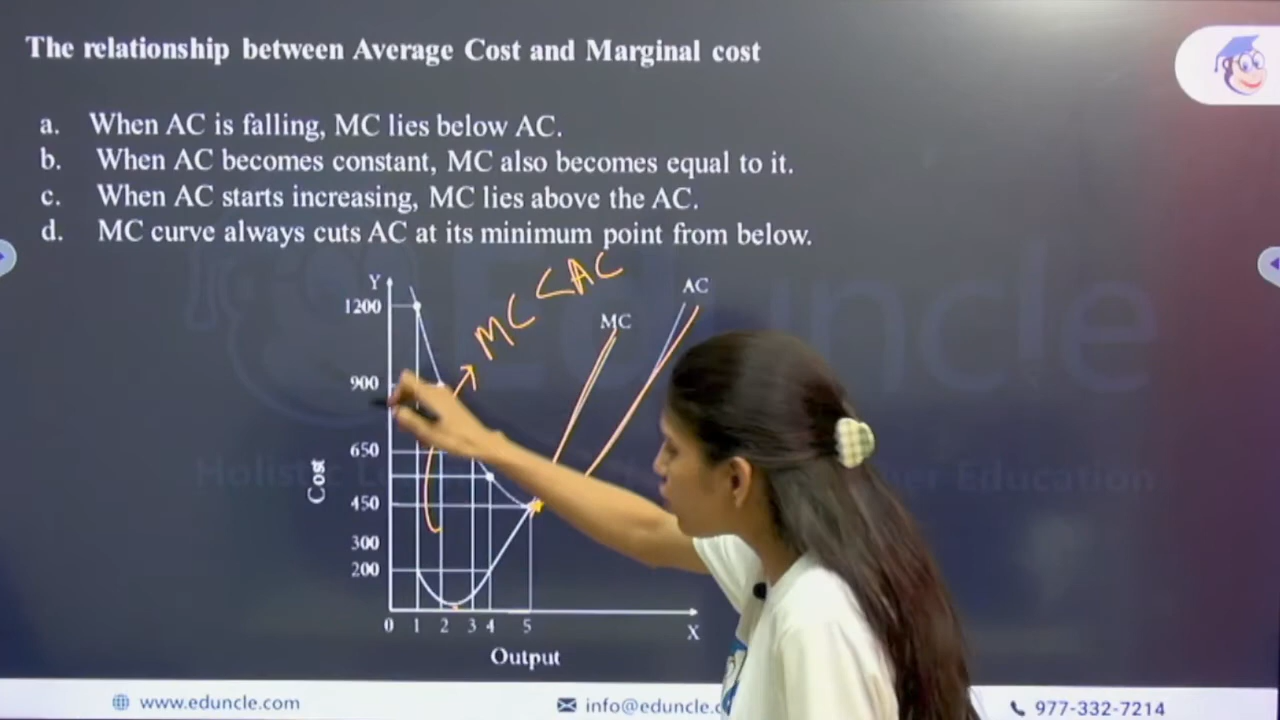 The relationship between Average Cost and Marginal cost
a. When AC is falling, MC lies below AC.
b. When AC becomes constant, MC also becomes equal to it.
c. When AC starts increasing, MC lies above the AC.
d. MC curve always cuts AC at its minimum point from below.
MC < AC
Y
AC
MC
1200
900
650
450
300
200
Cost
0 1 2 3 4 5
X
Output
www.eduncle.com
info@eduncle.c
977-332-7214